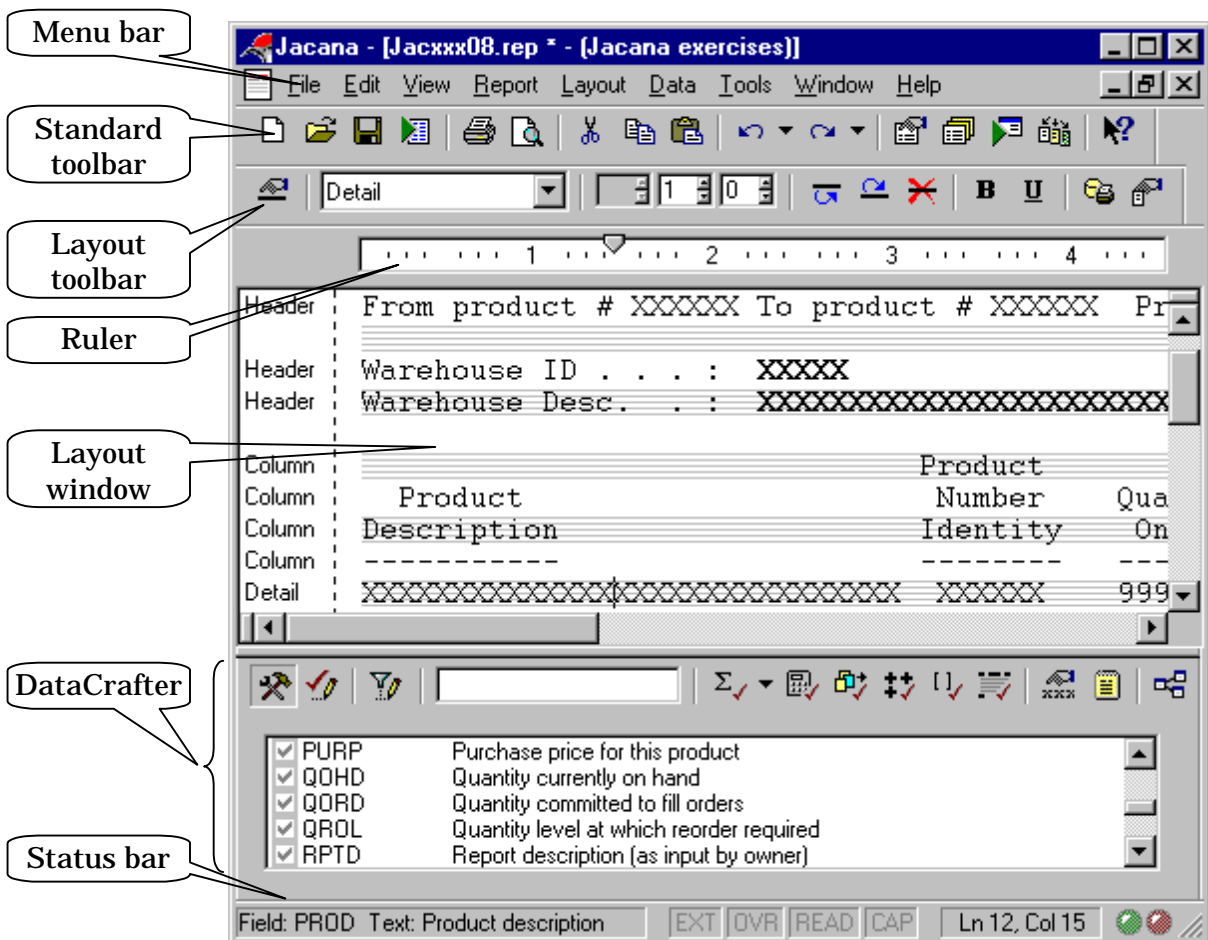 Menu bar
Jacana - [Jacxxx08.rep * - (Jacana exercises)]
File Edit View Report Layout Data Tools Window Help
Standard
toolbar
Detail 1 0 B U
Layout
toolbar
1 2 3 4
Ruler
Header From product # XXXXXX To product # XXXXXX Pr
Header Warehouse ID . . . : XXXXX
Header Warehouse Desc. . . : XXXXXXXXXXXXXXXXXXXXXXX
Layout
window
Column Product
Column Product Number Qua
Column Description Identity On
Column ----------- -------- ---
Detail XXXXXXXXXXXXXXXXXXXXXXXXXXXXXX XXXXXX 999
DataCrafter
xxx
PURP Purchase price for this product
QOHD Quantity currently on hand
QORD Quantity committed to fill orders
QROL Quantity level at which reorder required
RPTD Report description (as input by owner)
Status bar
Field: PROD Text: Product description EXT OVR READ CAP Ln 12, Col 15